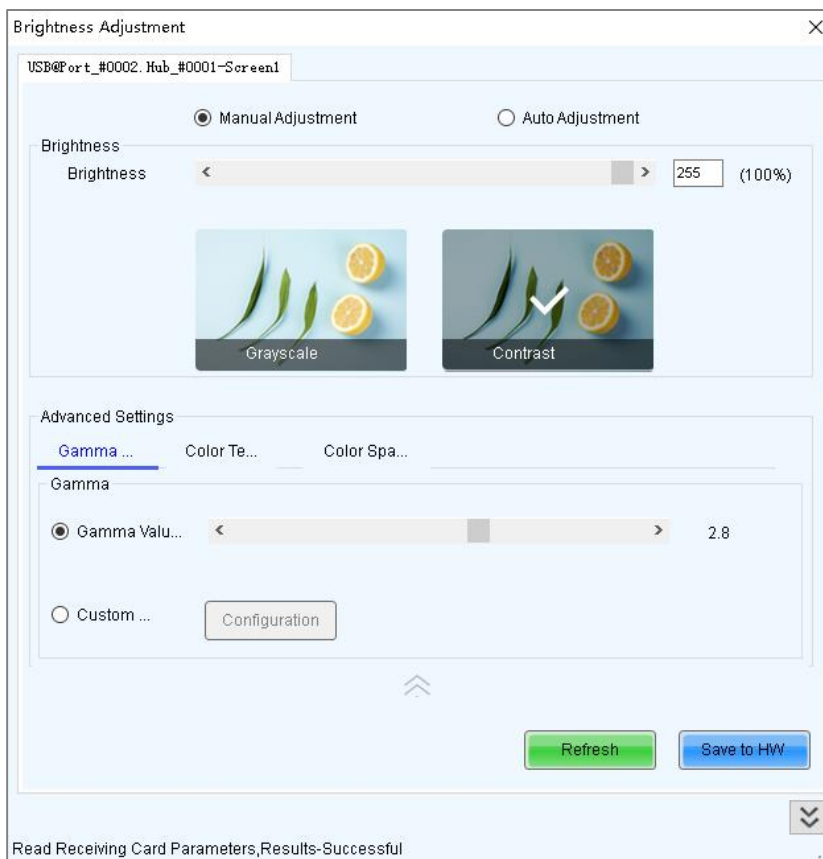 Brightness Adjustment
USB@Port_#0002.Hub_#0001-Screen1
Manual Adjustment Auto Adjustment
Brightness
Brightness 255 (100%)
Grayscale Contrast
Advanced Settings
Gamma ... Color Te... Color Spa...
Gamma
Gamma Valu... 2.8
Custom ... Configuration
Refresh Save to HW
Read Receiving Card Parameters,Results-Successful